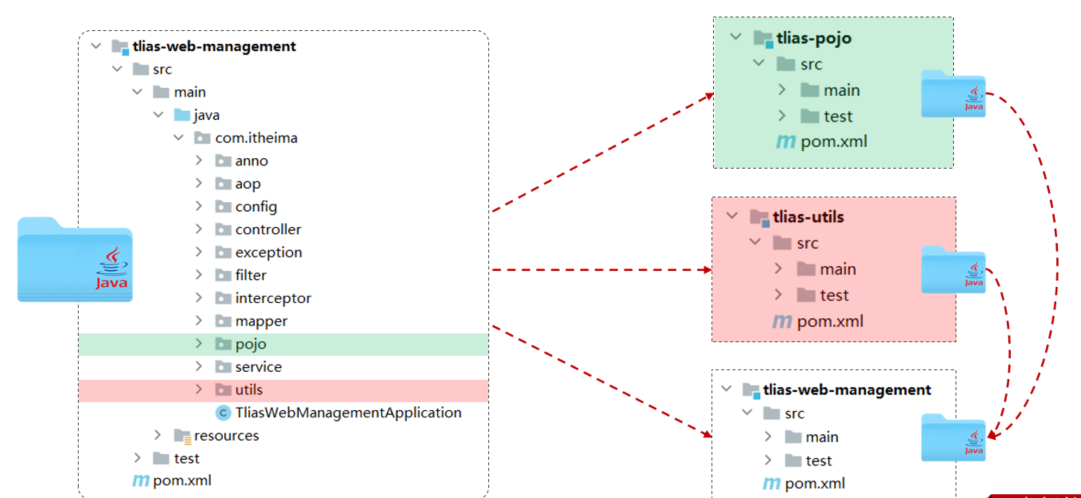 tlias-web-management
src
main
java
com.itheima
anno
aop
config
controller
exception
filter
interceptor
mapper
pojo
service
utils
C TliasWebManagementApplication
resources
test
m pom.xml
Java
tlias-pojo
src
main
test
m pom.xml
Java
tlias-utils
src
main
test
m pom.xml
Java
tlias-web-management
src
main
test
m pom.xml
Java